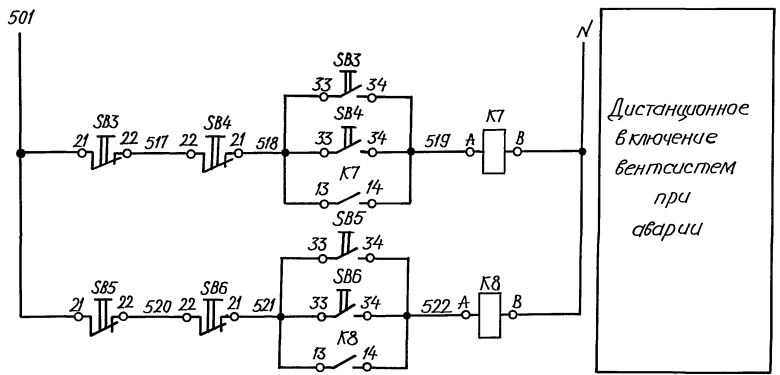 501
N
SB3
33 34
SB3
SB4
SB4
K7
21 22 517 22 21 518
33 34
519 A B
K7
13 14
SB5
33 34
SB5
SB6
SB6
K8
21 22 520 22 21 521
33 34
522 A B
K8
13 14
Дистанционное
включение
вентсистем
при
аварии